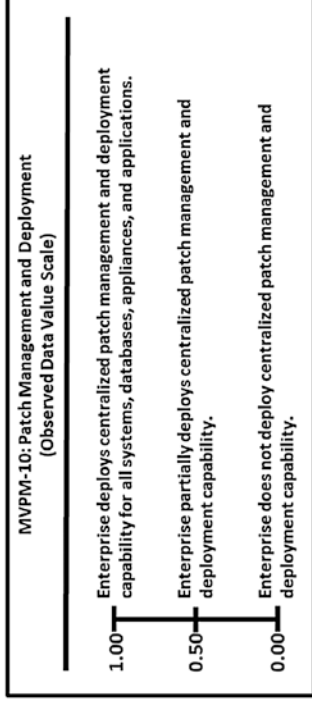 MVPM-10: Patch Management and Deployment
(Observed Data Value Scale)
1.00
Enterprise deploys centralized patch management and deployment
capability for all systems, databases, appliances, and applications.
0.50
Enterprise partially deploys centralized patch management and
deployment capability.
0.00
Enterprise does not deploy centralized patch management and
deployment capability.